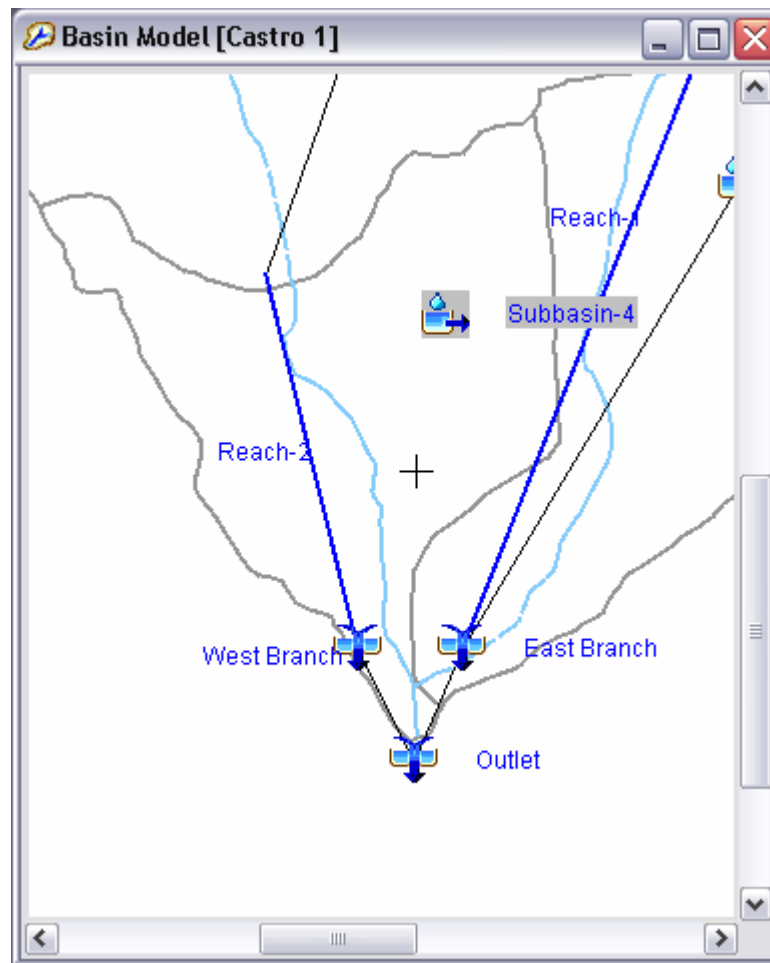 Basin Model [Castro 1]
Reach-1
Subbasin-4
Reach-2
West Branch
East Branch
Outlet